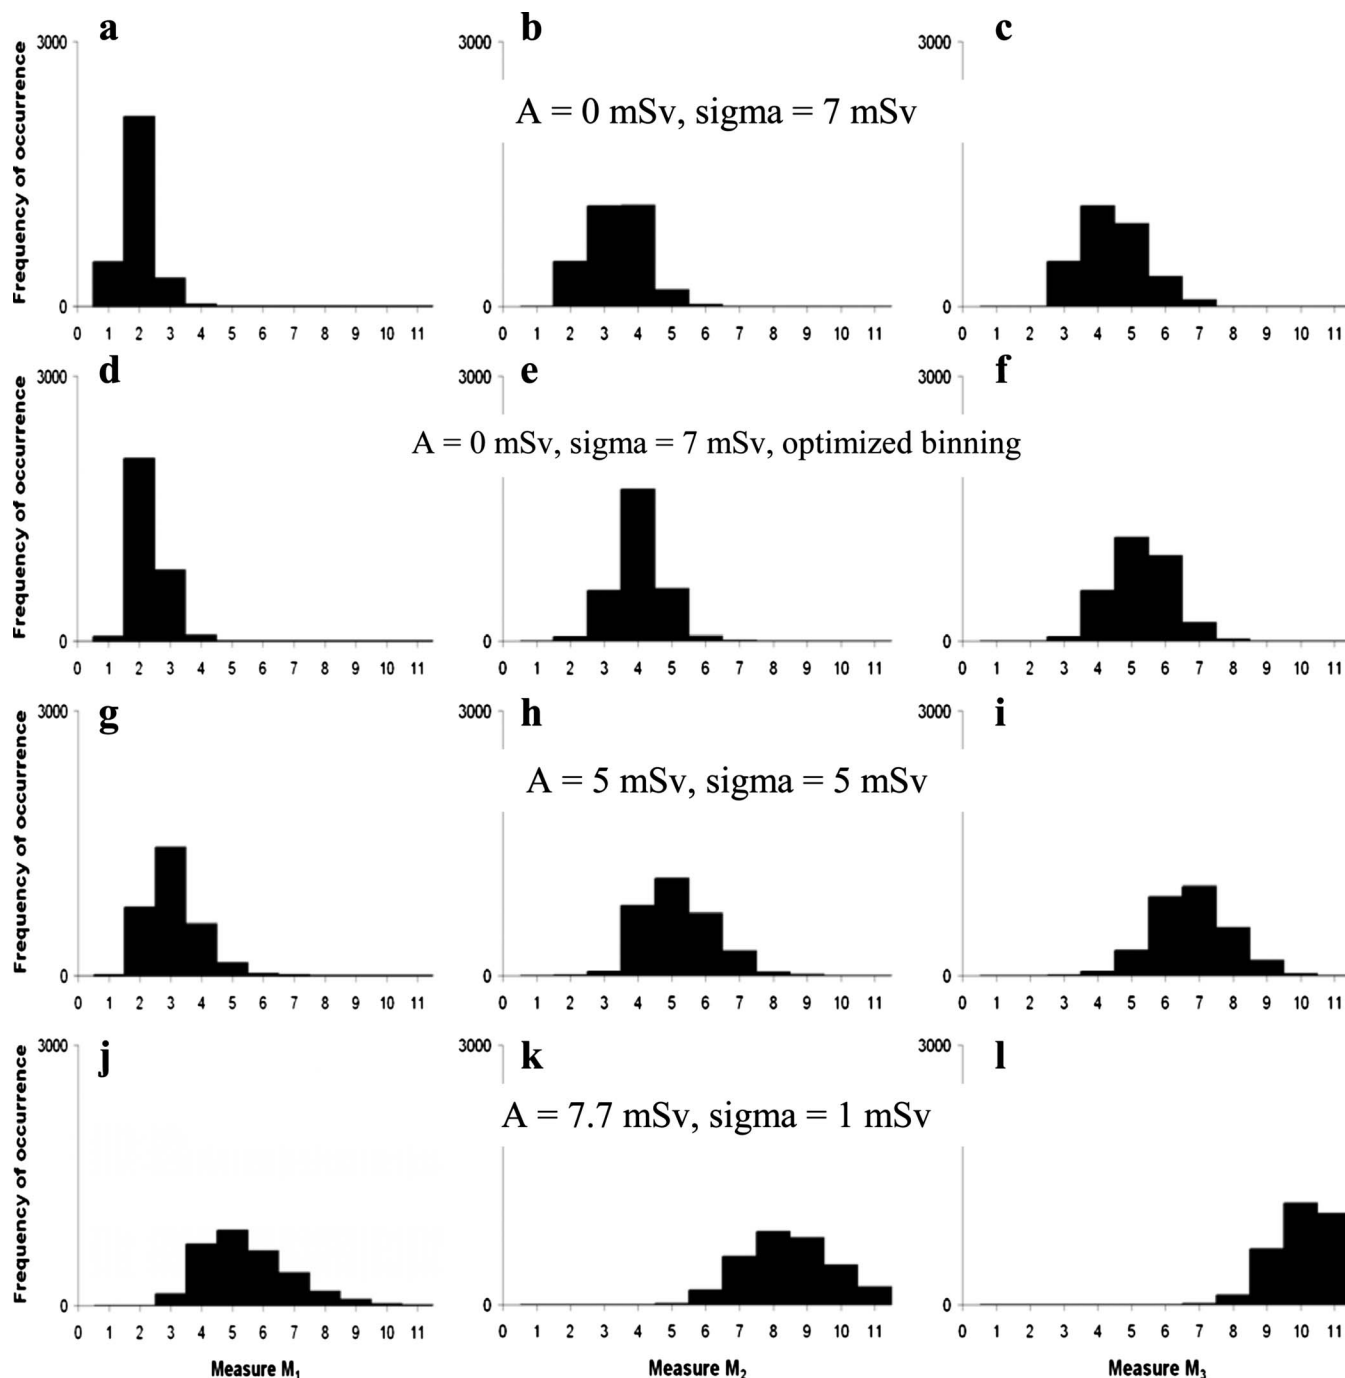 a b c
Frequency of occurrence
3000 3000 3000
A = 0 mSv, sigma = 7 mSv
0 0 0
0 1 2 3 4 5 6 7 8 9 10 11 0 1 2 3 4 5 6 7 8 9 10 11 0 1 2 3 4 5 6 7 8 9 10 11
d e f
Frequency of occurrence
3000 3000 3000
A = 0 mSv, sigma = 7 mSv, optimized binning
0 0 0
0 1 2 3 4 5 6 7 8 9 10 11 0 1 2 3 4 5 6 7 8 9 10 11 0 1 2 3 4 5 6 7 8 9 10 11
g h i
Frequency of occurrence
3000 3000 3000
A = 5 mSv, sigma = 5 mSv
0 0 0
0 1 2 3 4 5 6 7 8 9 10 11 0 1 2 3 4 5 6 7 8 9 10 11 0 1 2 3 4 5 6 7 8 9 10 11
j k l
Frequency of occurrence
3000 3000 3000
A = 7.7 mSv, sigma = 1 mSv
0 0 0
0 1 2 3 4 5 6 7 8 9 10 11 0 1 2 3 4 5 6 7 8 9 10 11 0 1 2 3 4 5 6 7 8 9 10 11
Measure M₁ Measure M₂ Measure M₃